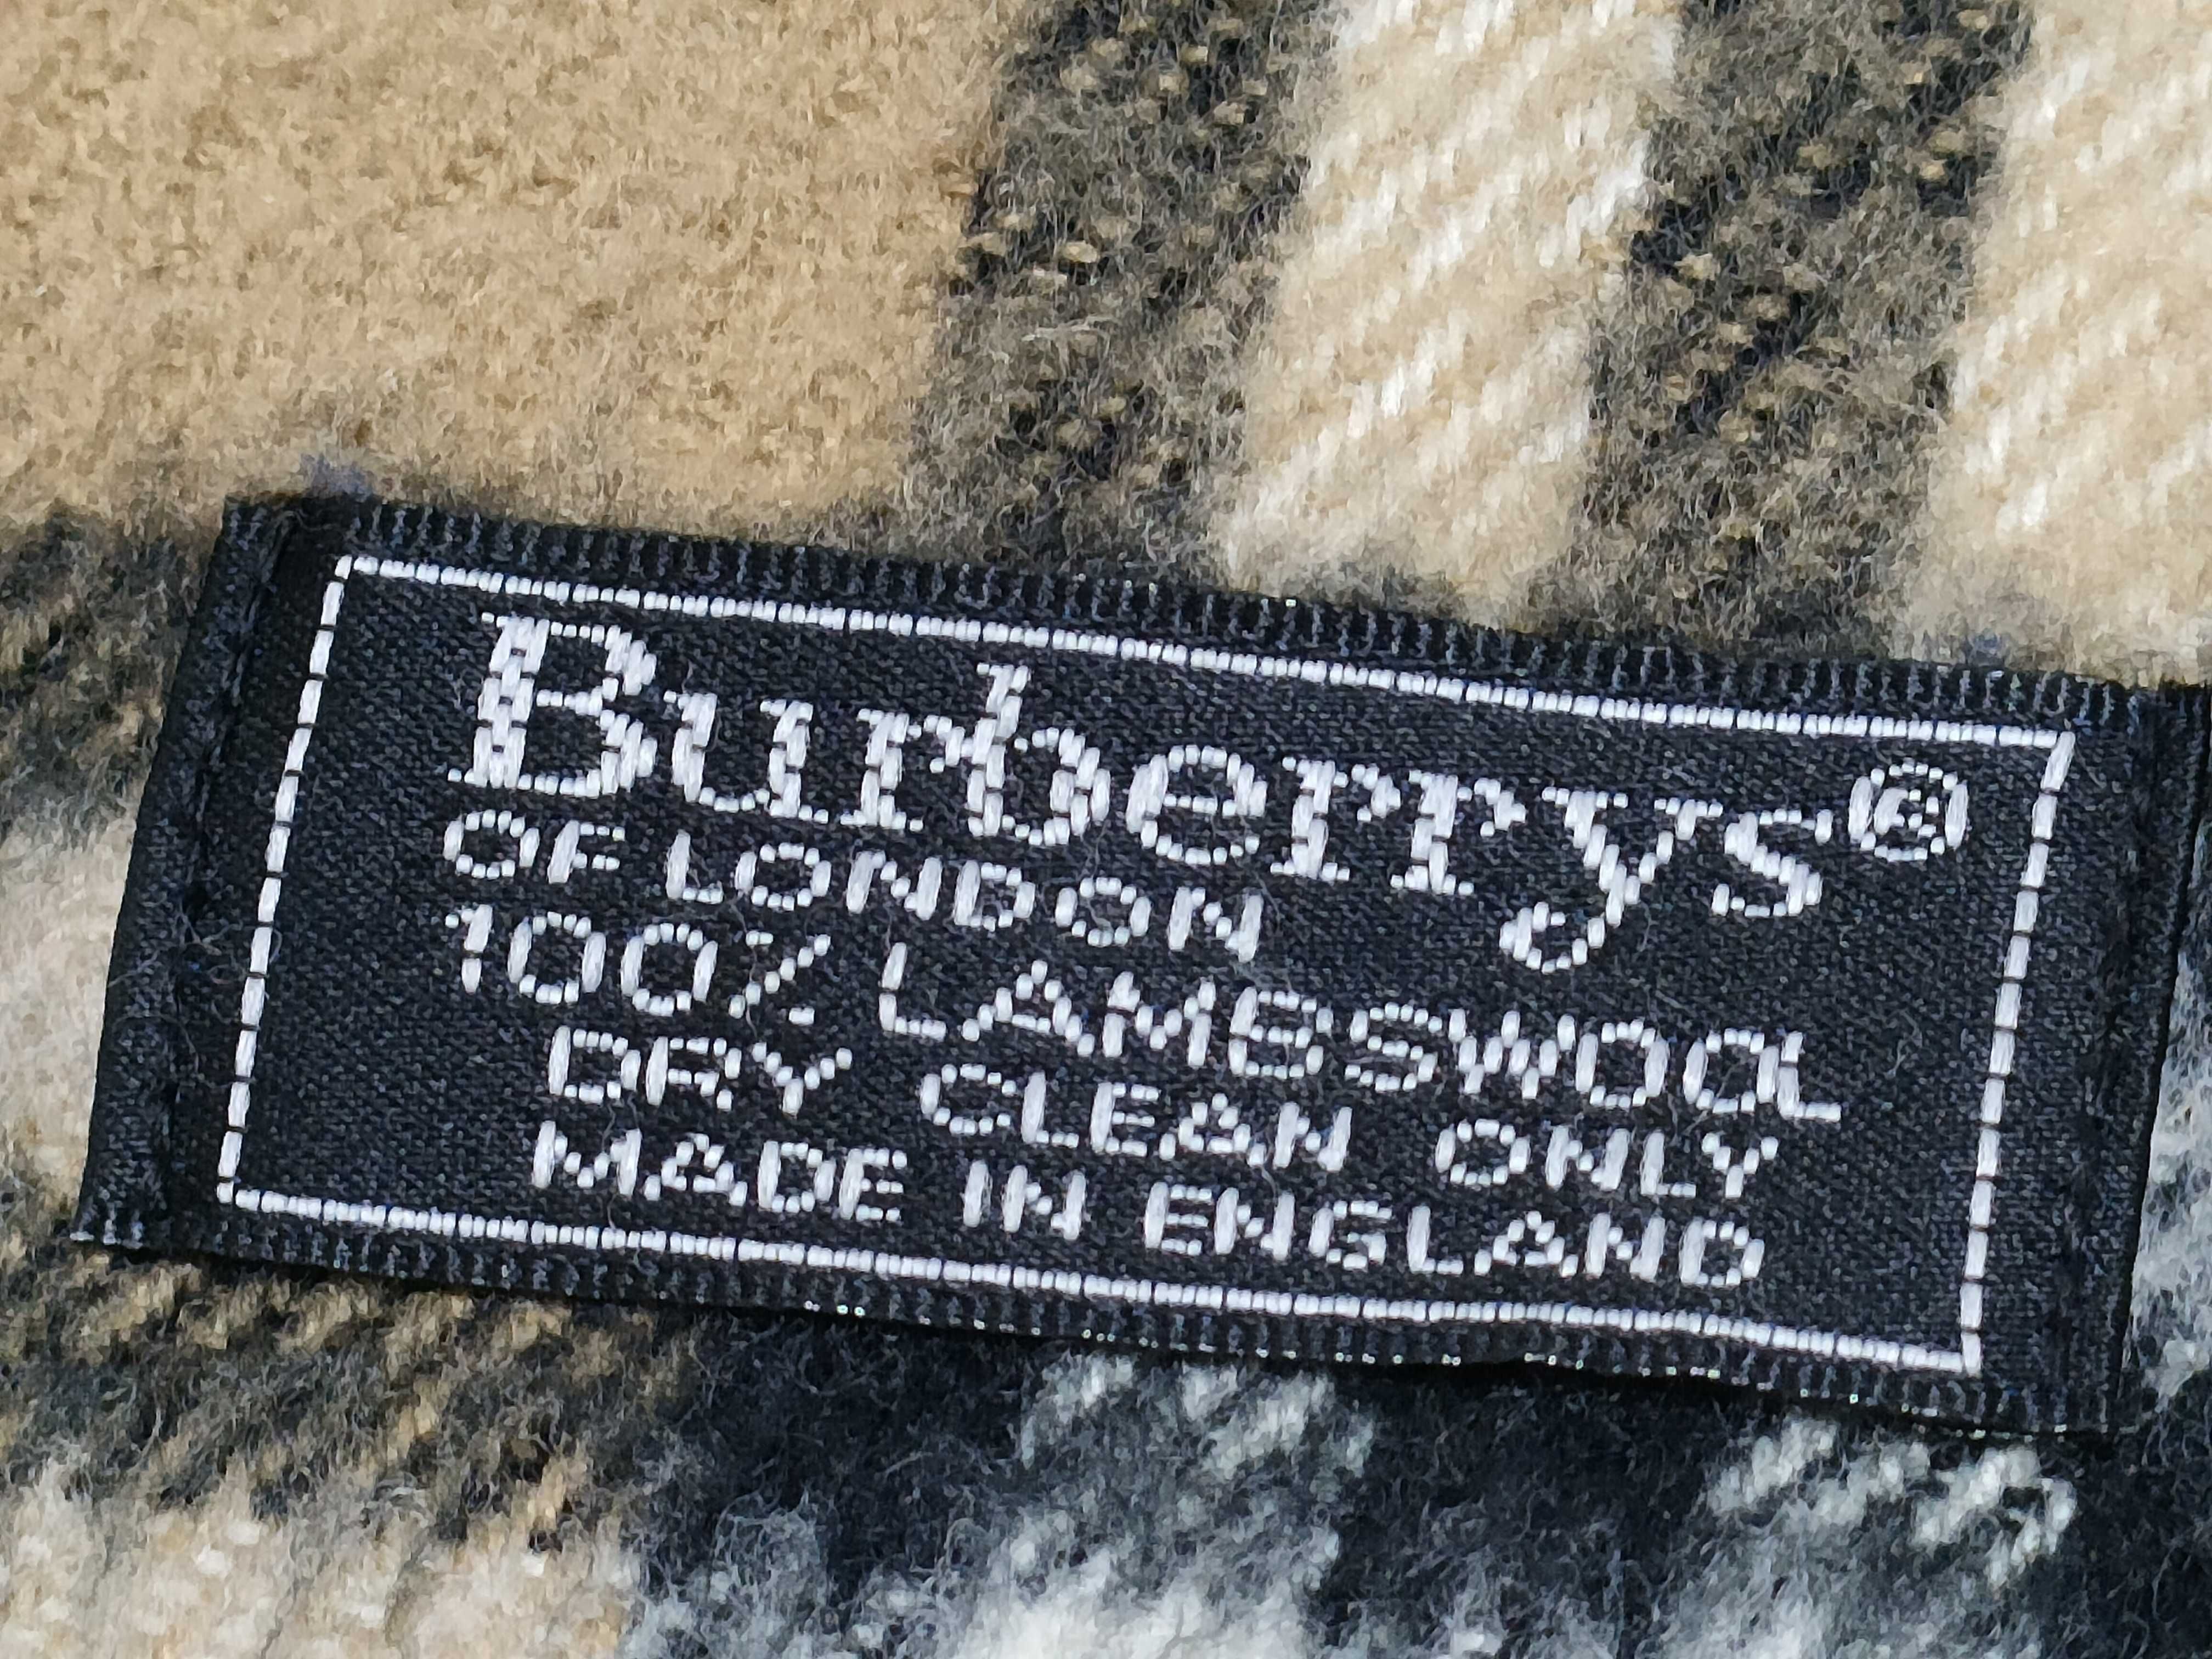 Burberrys®
OF LONDON
100% LAMBSWOOL
DRY CLEAN ONLY
MADE IN ENGLAND